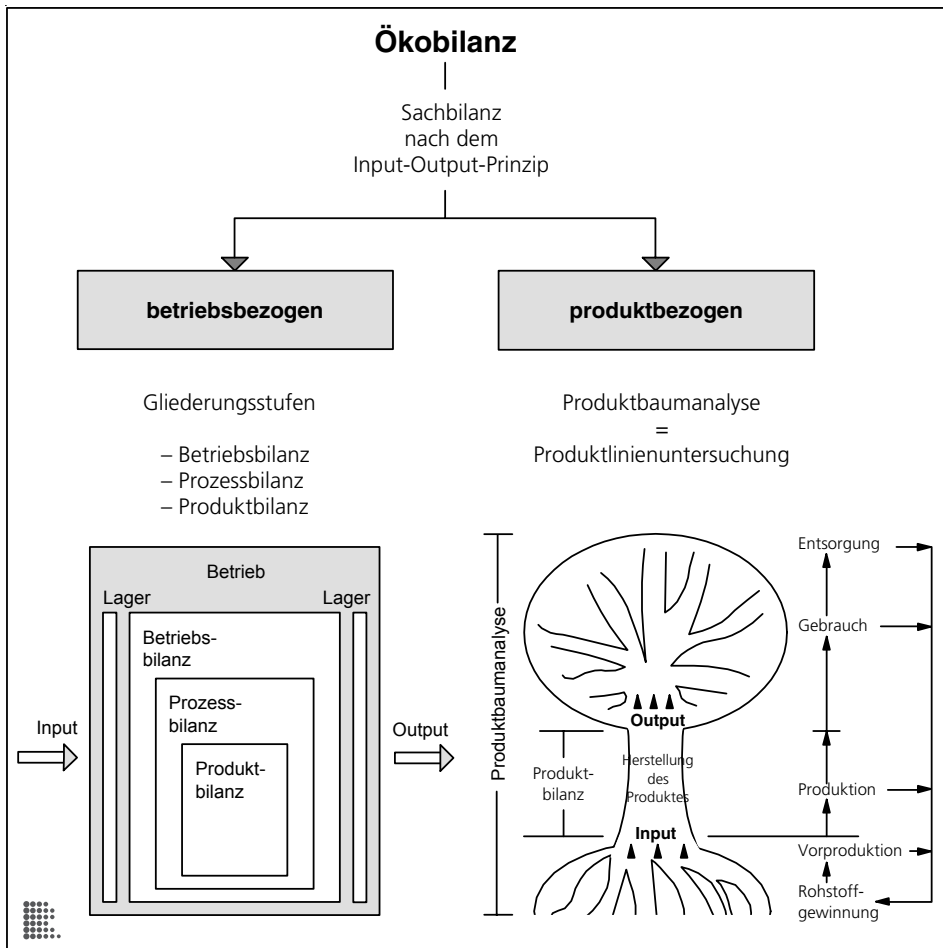 Ökobilanz
Sachbilanz
nach dem
Input-Output-Prinzip
betriebsbezogen
produktbezogen
Gliederungsstufen
– Betriebsbilanz
– Prozessbilanz
– Produktbilanz
Produktbaumanalyse
=
Produktlinienuntersuchung
Betrieb
Lager
Lager
Betriebs-
bilanz
Prozess-
bilanz
Produkt-
bilanz
Input
Output
Produktbaumanalyse
Output
Produkt-
bilanz
Herstellung
des
Produktes
Input
Entsorgung
Gebrauch
Produktion
Vorproduktion
Rohstoff-
gewinnung